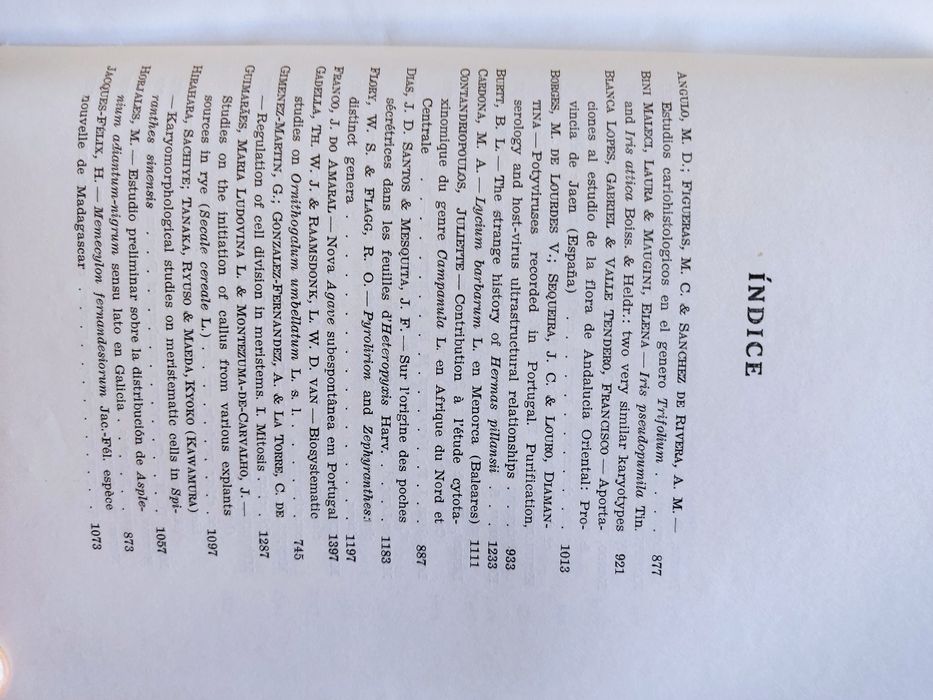 ÍNDICE
ANGULO, M. D.; FIGUERAS, M. C. & SANCHEZ DE RIVERA, A. M. —
Estudios cariohistologicos en el genero Trifolium . . . 877
BINI MALECI, LAURA & MAUGINI, ELENA — Iris pseudopumila Tin.
and Iris attica Boiss. & Heldr.: two very similar karyotypes 921
BLANCA LOPES, GABRIEL & VALLE TENDERO, FRANCISCO — Aporta-
ciones al estudio de la flora de Andalucia Oriental: Pro-
vincia de Jaen (España) . . . . . . . . . . 1013
BORGES, M. DE LOURDES V.; SEQUEIRA, J. C. & LOURO, DIAMAN-
TINA — Potyviruses recorded in Portugal. Purification,
serology and host-virus ultrastructural relationships . . 933
BURTT, B. L. — The strange history of Hermas pillansii . . 1233
CARDONA, M. A. — Lycium barbarum L. en Menorca (Baleares) 1111
CONTANDRIOPOULOS, JULIETTE — Contribution à l'étude cytota-
xinomique du genre Campanula L. en Afrique du Nord et
Centrale . . . . . . . . . . . . . 887
DIAS, J. D. SANTOS & MESQUITA, J. F. — Sur l'origine des poches
sécrétrices dans les feuilles d'Heteropyxis Harv. . . . 1183
FLORY, W. S. & FLAGG, R. O. — Pyrolirion and Zephyranthes:
distinct genera . . . . . . . . . . . 1197
FRANCO, J. DO AMARAL — Nova Agave subespontânea em Portugal 1397
GADELLA, TH. W. J. & RAAMSDONK, L. W. D. VAN — Biosystematic
studies on Ornithogalum umbellatum L. s. l. . . . . 745
GIMENEZ-MARTIN, G.; GONZALEZ-FERNANDEZ, A. & LA TORRE, C. DE
— Regulation of cell division in meristems. I. Mitosis . . 1287
GUIMARÃES, MARIA LUDOVINA L. & MONTEZUMA-DE-CARVALHO, J. —
Studies on the initiation of callus from various explants
sources in rye (Secale cereale L.) . . . . . . . 1097
HIRAHARA, SACHIYE; TANAKA, RYUSO & MAEDA, KYOKO (KAWAMURA)
— Karyomorphological studies on meristematic cells in Spi-
ranthes sinensis . . . . . . . . . . . 1057
HORJALES, M. — Estudio preliminar sobre la distribución de Asple-
nium adiantum-nigrum sensu lato en Galicia . . . . 873
JACQUES-FÉLIX, H. — Memecylon fernandesiorum Jac.-Fél. espèce
nouvelle de Madagascar . . . . . . . . . 1073